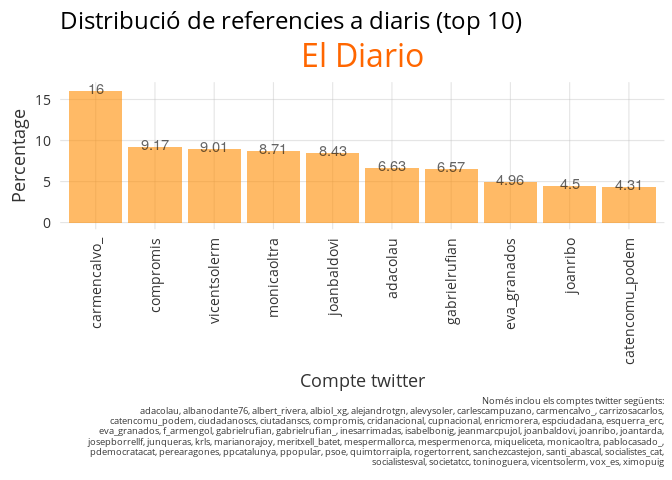 Distribució de referencies a diaris (top 10)
El Diario
Percentage
15
10
5
0
16
9.17
9.01
8.71
8.43
6.63
6.57
4.96
4.5
4.31
carmencalvo_
compromis
vicentsolerm
monicaoltra
joanbaldovi
adacolau
gabrielrufian
eva_granados
joanribo
catencomu_podem
Compte twitter
Només inclou els comptes twitter següents:
adacolau, albanodante76, albert_rivera, albiol_xg, alejandrotgn, alevysoler, carlescampuzano, carmencalvo_, carrizosacarlos,
catencomu_podem, ciudadanoscs, ciutadanscs, compromis, cridanacional, cupnacional, enricmorera, espciudadana, esquerra_erc,
eva_granados, f_armengol, gabrielrufian, gabrielrufian_, inesarrimadas, isabelbonig, jeanmarcpujol, joanbaldovi, joanribo, joantarda,
josepborrellf, junqueras, krls, marianorajoy, meritxell_batet, mespermallorca, mespermenorca, miqueliceta, monicaoltra, pablocasado_,
pdemocratacat, perearagones, ppcatalunya, ppopular, psoe, quimtorraipla, rogertorrent, sanchezcastejon, santi_abascal, socialistes_cat,
socialistesval, societatcc, toninoguera, vicentsolerm, vox_es, ximopuig